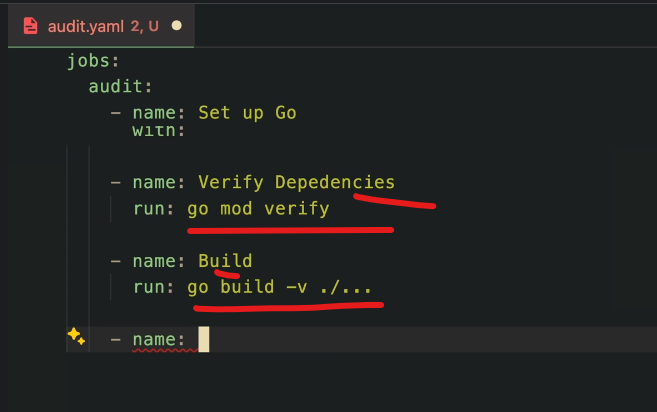 audit.yaml 2, U
jobs:
audit:
- name: Set up Go
with:
- name: Verify Depedencies
run: go mod verify
- name: Build
run: go build -v ./...
- name: